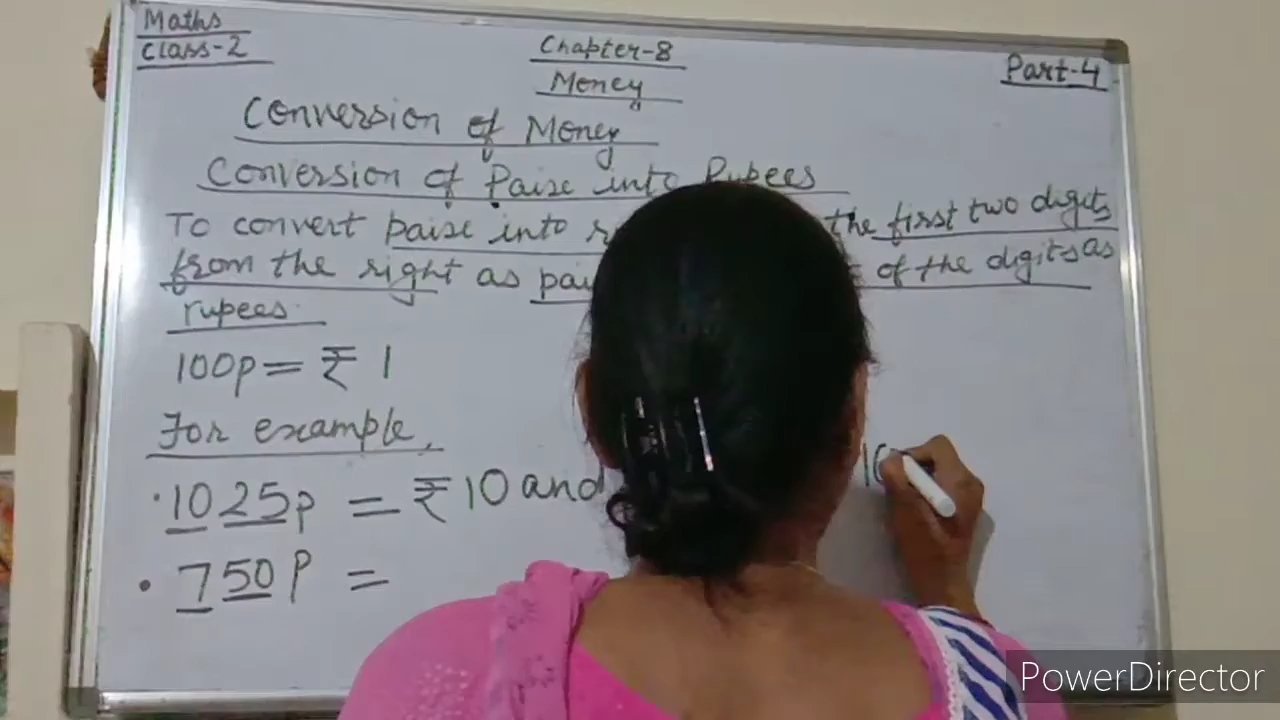 Maths
Class-2
Chapter-8
Money
Part-4
Conversion of Money
Conversion of Paise into Rupees
To convert paise into the first two digits
from the right as of the digits as
rupees.
100p = ₹ 1
For example,
· 1025p = ₹ 10 and 10
· 750 P =
PowerDirector